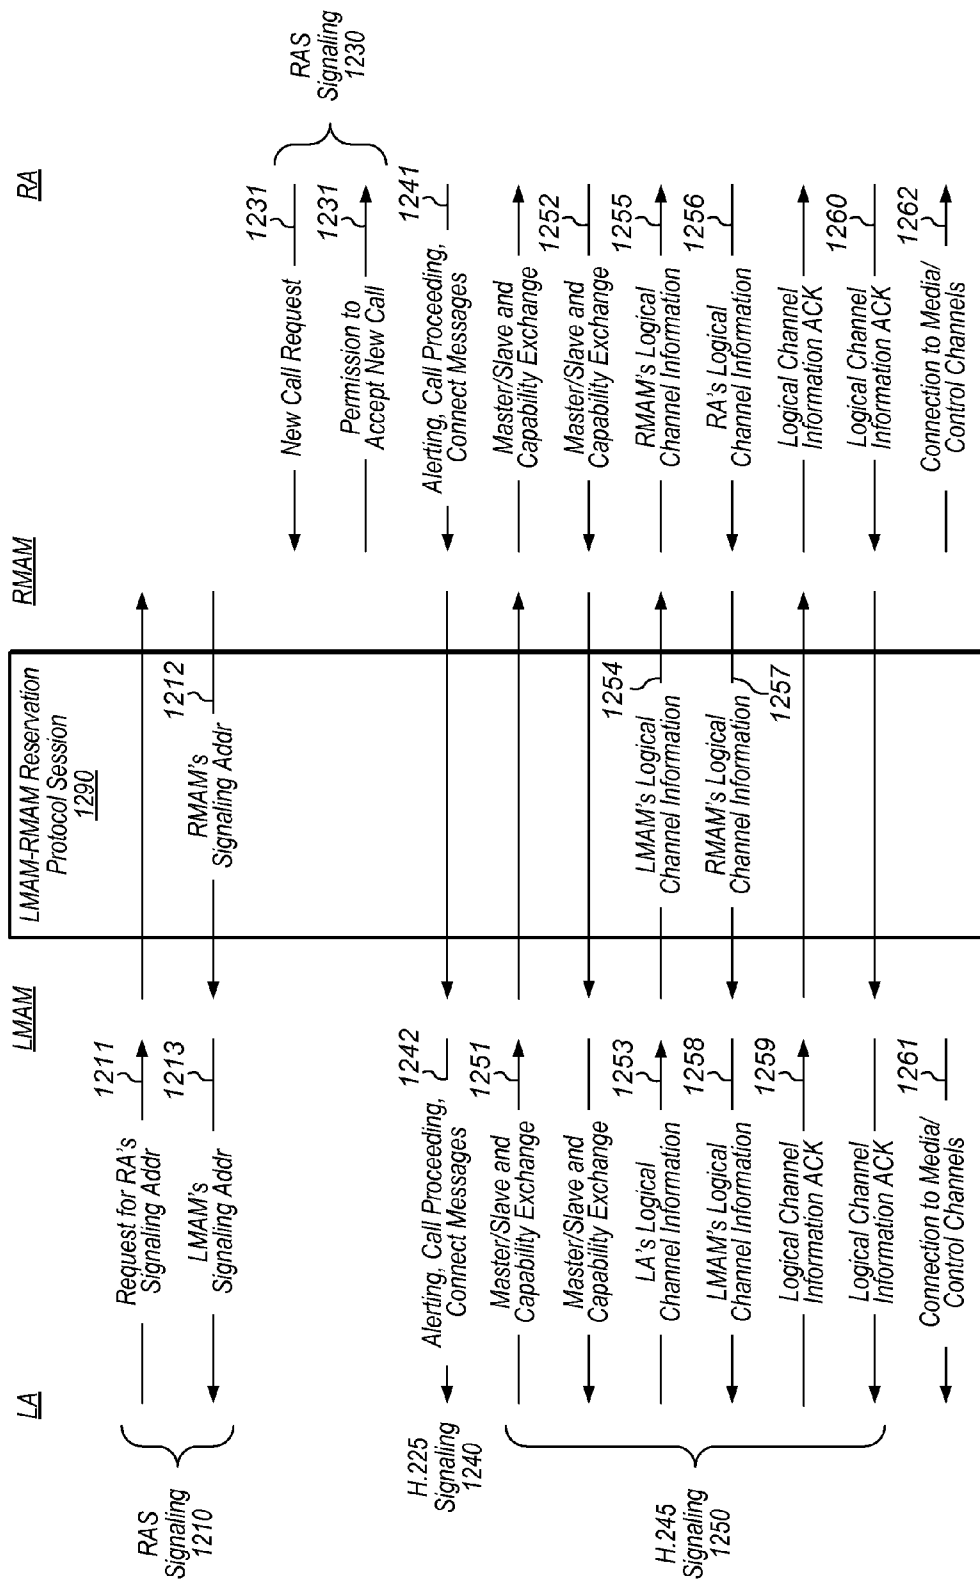 LA
LMAM
RMAM
RA
LMAM-RMAM Reservation
Protocol Session
1290
RAS
Signaling
1210
Request for RA's
Signaling Addr
1211
LMAM's
Signaling Addr
1213
RMAM's
Signaling Addr
1212
New Call Request
1231
Permission to
Accept New Call
1231
RAS
Signaling
1230
H.225
Signaling
1240
Alerting, Call Proceeding,
Connect Messages
1242
Alerting, Call Proceeding,
Connect Messages
1241
H.245
Signaling
1250
Master/Slave and
Capability Exchange
1251
Master/Slave and
Capability Exchange
Master/Slave and
Capability Exchange
Master/Slave and
Capability Exchange
1252
LA's Logical
Channel Information
1253
LMAM's Logical
Channel Information
1254
RMAM's Logical
Channel Information
1255
LMAM's Logical
Channel Information
1258
RMAM's Logical
Channel Information
1257
RA's Logical
Channel Information
1256
Logical Channel
Information ACK
1259
Logical Channel
Information ACK
Logical Channel
Information ACK
Logical Channel
Information ACK
1260
Connection to Media/
Control Channels
1261
Connection to Media/
Control Channels
1262